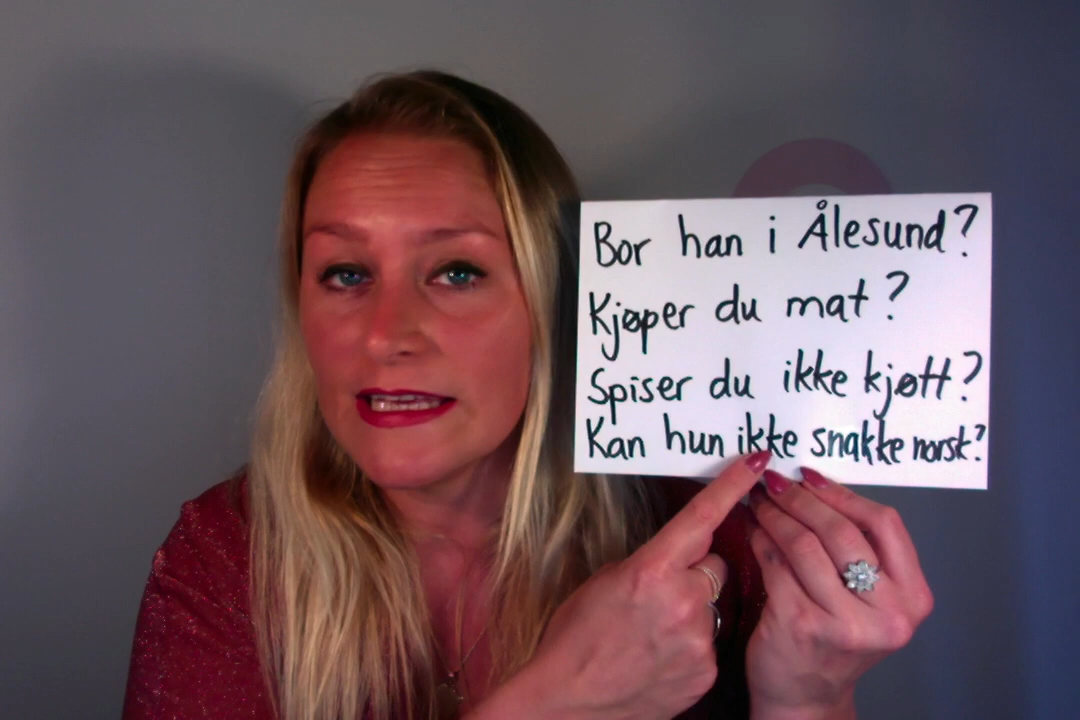 Bor han i Ålesund?
Kjøper du mat?
Spiser du ikke kjøtt?
Kan hun ikke snakke norsk?